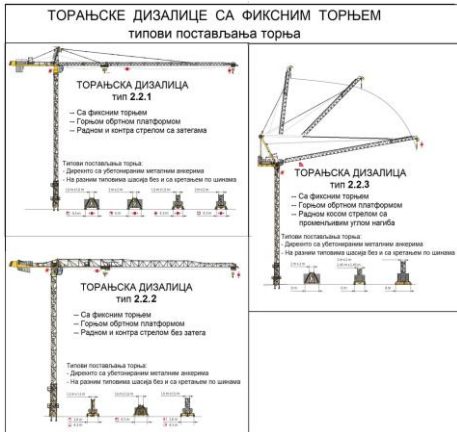 ТОРАЊСКЕ ДИЗАЛИЦЕ СА ФИКСНИМ ТОРЊЕМ
типови постављања торња
ТОРАЊСКА ДИЗАЛИЦА
тип 2.2.1
– Са фиксним торњем
– Горњом обртном платформом
– Радном и контра стрелом са затегама
Типови постављања торња:
- Директно са убетонираним металним анкерима
- На разним типовима шасија без и са кретањем по шинама
ТОРАЊСКА ДИЗАЛИЦА
тип 2.2.2
– Са фиксним торњем
– Горњом обртном платформом
– Радном и контра стрелом без затега
Типови постављања торња:
- Директно са убетонираним металним анкерима
- На разним типовима шасија без и са кретањем по шинама
ТОРАЊСКА ДИЗАЛИЦА
тип 2.2.3
– Са фиксним торњем
– Горњом обртном платформом
– Радном косом стрелом са
променљивим углом нагиба
Типови постављања торња:
- Директно са убетонираним металним анкерима
- На разним типовима шасија без и са кретањем по шинама